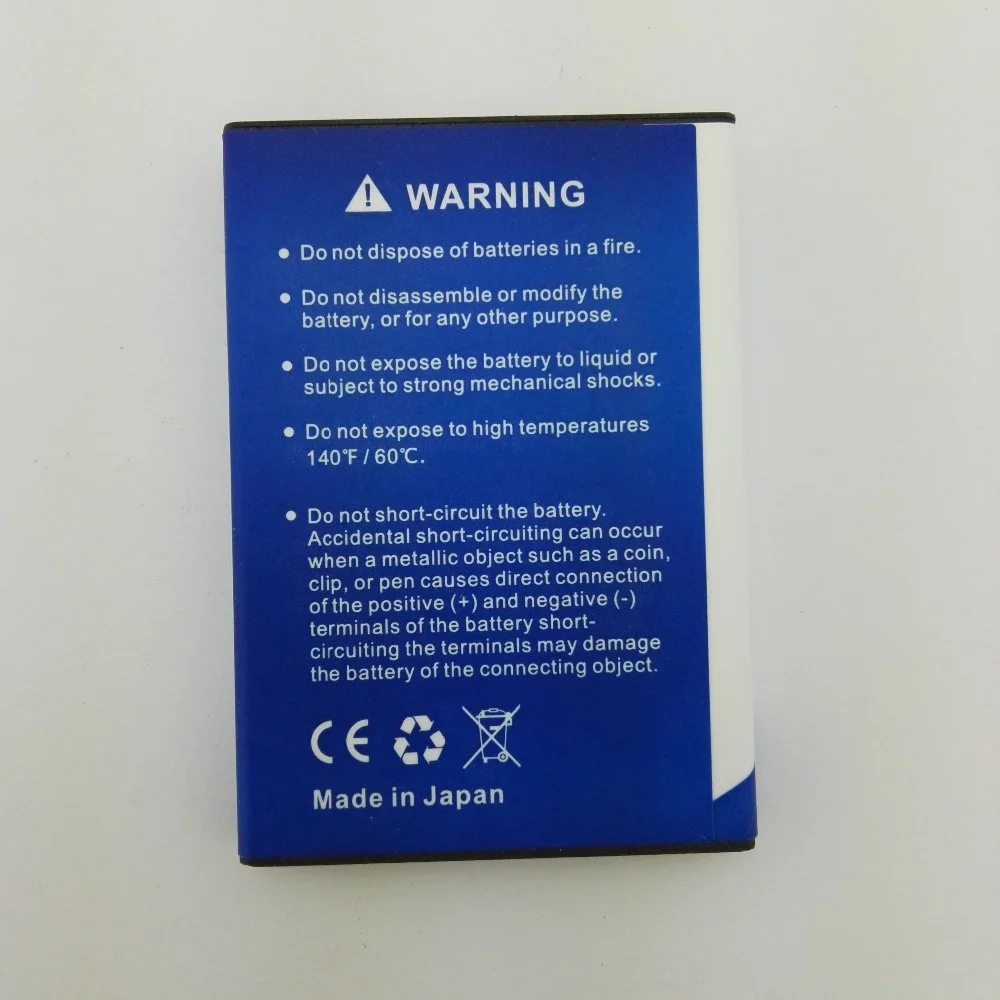 WARNING
● Do not dispose of batteries in a fire.
● Do not disassemble or modify the
battery, or for any other purpose.
● Do not expose the battery to liquid or
subject to strong mechanical shocks.
● Do not expose to high temperatures
140°F / 60℃.
● Do not short-circuit the battery.
Accidental short-circuiting can occur
when a metallic object such as a coin,
clip, or pen causes direct connection
of the positive (+) and negative (-)
terminals of the battery short-
circuiting the terminals may damage
the battery of the connecting object.
CE
Made in Japan